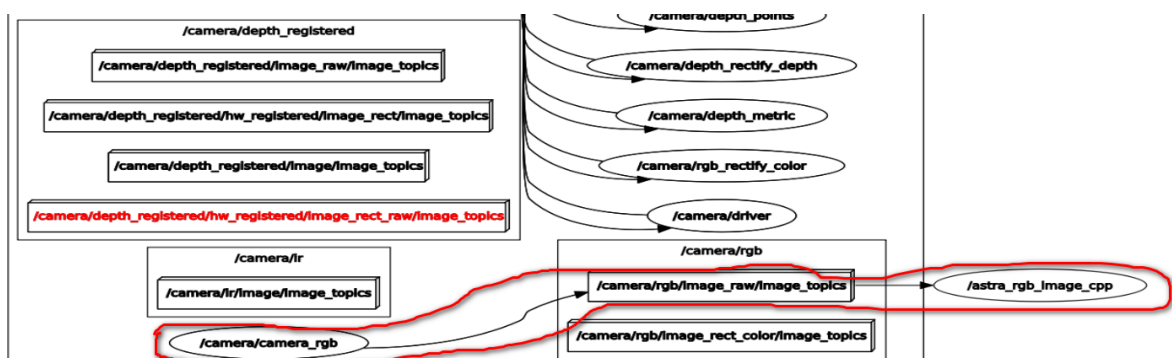 /camera/depth_points
/camera/depth_registered
/camera/depth_registered/image_raw/image_topics
/camera/depth_rectify_depth
/camera/depth_registered/hw_registered/image_rect/image_topics
/camera/depth_metric
/camera/depth_registered/image/image_topics
/camera/rgb_rectify_color
/camera/depth_registered/hw_registered/image_rect_raw/image_topics
/camera/driver
/camera/ir
/camera/rgb
/camera/ir/image/image_topics
/camera/rgb/image_raw/image_topics
/astra_rgb_image_cpp
/camera/camera_rgb
/camera/rgb/image_rect_color/image_topics